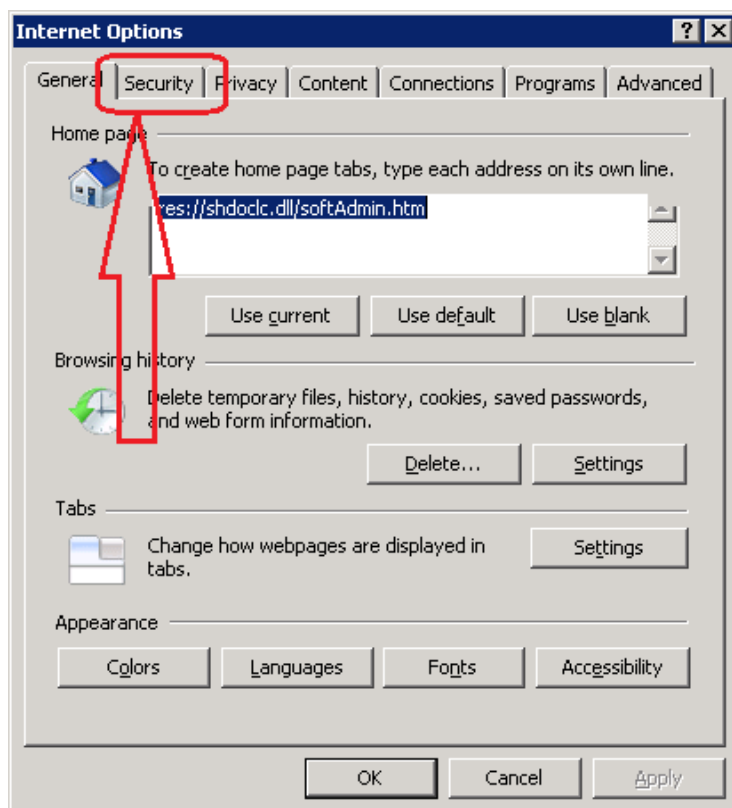 Internet Options
General Security Privacy Content Connections Programs Advanced
Home page
To create home page tabs, type each address on its own line.
res://shdoclc.dll/softAdmin.htm
Use current Use default Use blank
Browsing history
Delete temporary files, history, cookies, saved passwords,
and web form information.
Delete... Settings
Tabs
Change how webpages are displayed in
tabs.
Settings
Appearance
Colors Languages Fonts Accessibility
OK Cancel Apply